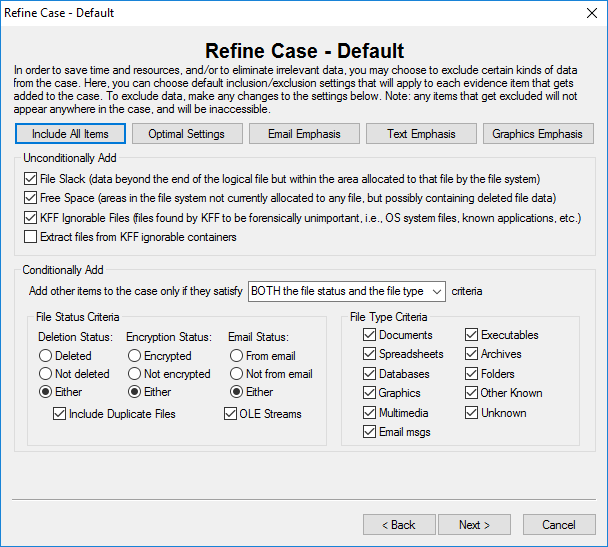 Refine Case - Default
Refine Case - Default
In order to save time and resources, and/or to eliminate irrelevant data, you may choose to exclude certain kinds of data
from the case. Here, you can choose default inclusion/exclusion settings that will apply to each evidence item that gets
added to the case. To exclude data, make any changes to the settings below. Note: any items that get excluded will not
appear anywhere in the case, and will be inaccessible.
Include All Items Optimal Settings Email Emphasis Text Emphasis Graphics Emphasis
Unconditionally Add
File Slack (data beyond the end of the logical file but within the area allocated to that file by the file system)
Free Space (areas in the file system not currently allocated to any file, but possibly containing deleted file data)
KFF Ignorable Files (files found by KFF to be forensically unimportant, i.e., OS system files, known applications, etc.)
Extract files from KFF ignorable containers
Conditionally Add
Add other items to the case only if they satisfy BOTH the file status and the file type criteria
File Status Criteria
Deletion Status: Encryption Status: Email Status:
Deleted Encrypted From email
Not deleted Not encrypted Not from email
Either Either Either
Include Duplicate Files OLE Streams
File Type Criteria
Documents Executables
Spreadsheets Archives
Databases Folders
Graphics Other Known
Multimedia Unknown
Email msgs
< Back Next > Cancel